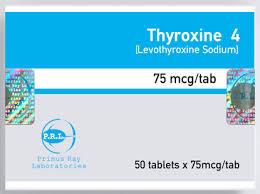 Thyroxine 4
[Levothyroxine Sodium]
75 mcg/tab
P.R.L
Primus Ray
Laboratories
50 tablets x 75mcg/tab